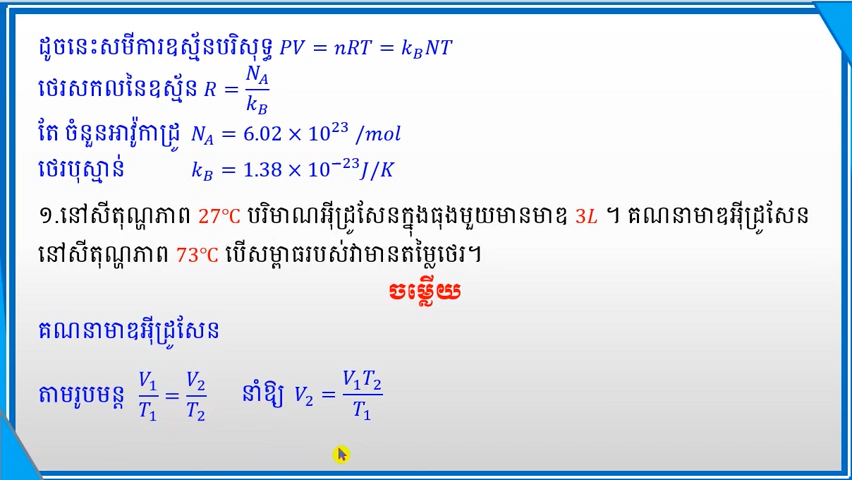 ដូចនេះសមីការឧស្ម័នបរិសុទ្ធ PV = nRT = k_BNT
ថេរសកលនៃឧស្ម័ន R = N_A/k_B
តែ ចំនួនអាវ៉ូកាដ្រូ N_A = 6.02 × 10²³ /mol
ថេរបុស្មាន់ k_B = 1.38 × 10⁻²³J/K
១.នៅសីតុណ្ហភាព 27℃ បរិមាណអ៊ីដ្រូសែនក្នុងធុងមួយមានមាឌ 3L ។ គណនាមាឌអ៊ីដ្រូសែន
នៅសីតុណ្ហភាព 73℃ បើសម្ពាធរបស់វាមានតម្លៃថេរ។
ចម្លើយ
គណនាមាឌអ៊ីដ្រូសែន
តាមរូបមន្ត V₁/T₁ = V₂/T₂ នាំឱ្យ V₂ = V₁T₂/T₁